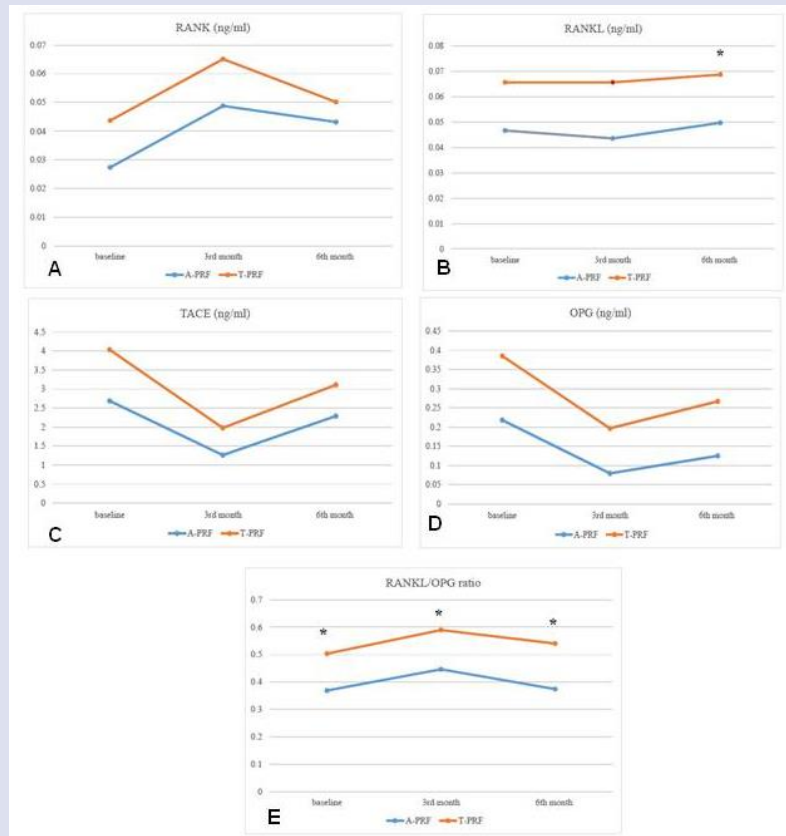 RANK (ng/ml)
0.07
0.06
0.05
0.04
0.03
0.02
0.01
0
baseline 3rd month 6th month
A-PRF T-PRF
A
RANKL (ng/ml)
0.08
0.07
0.06
0.05
0.04
0.03
0.02
0.01
0
*
baseline 3rd month 6th month
A-PRF T-PRF
B
TACE (ng/ml)
4.5
4
3.5
3
2.5
2
1.5
1
0.5
0
baseline 3rd month 6th month
A-PRF T-PRF
C
OPG (ng/ml)
0.45
0.4
0.35
0.3
0.25
0.2
0.15
0.1
0.05
0
baseline 3rd month 6th month
A-PRF T-PRF
D
RANKL/OPG ratio
0.7
0.6
0.5
0.4
0.3
0.2
0.1
0
* * *
baseline 3rd month 6th month
A-PRF T-PRF
E